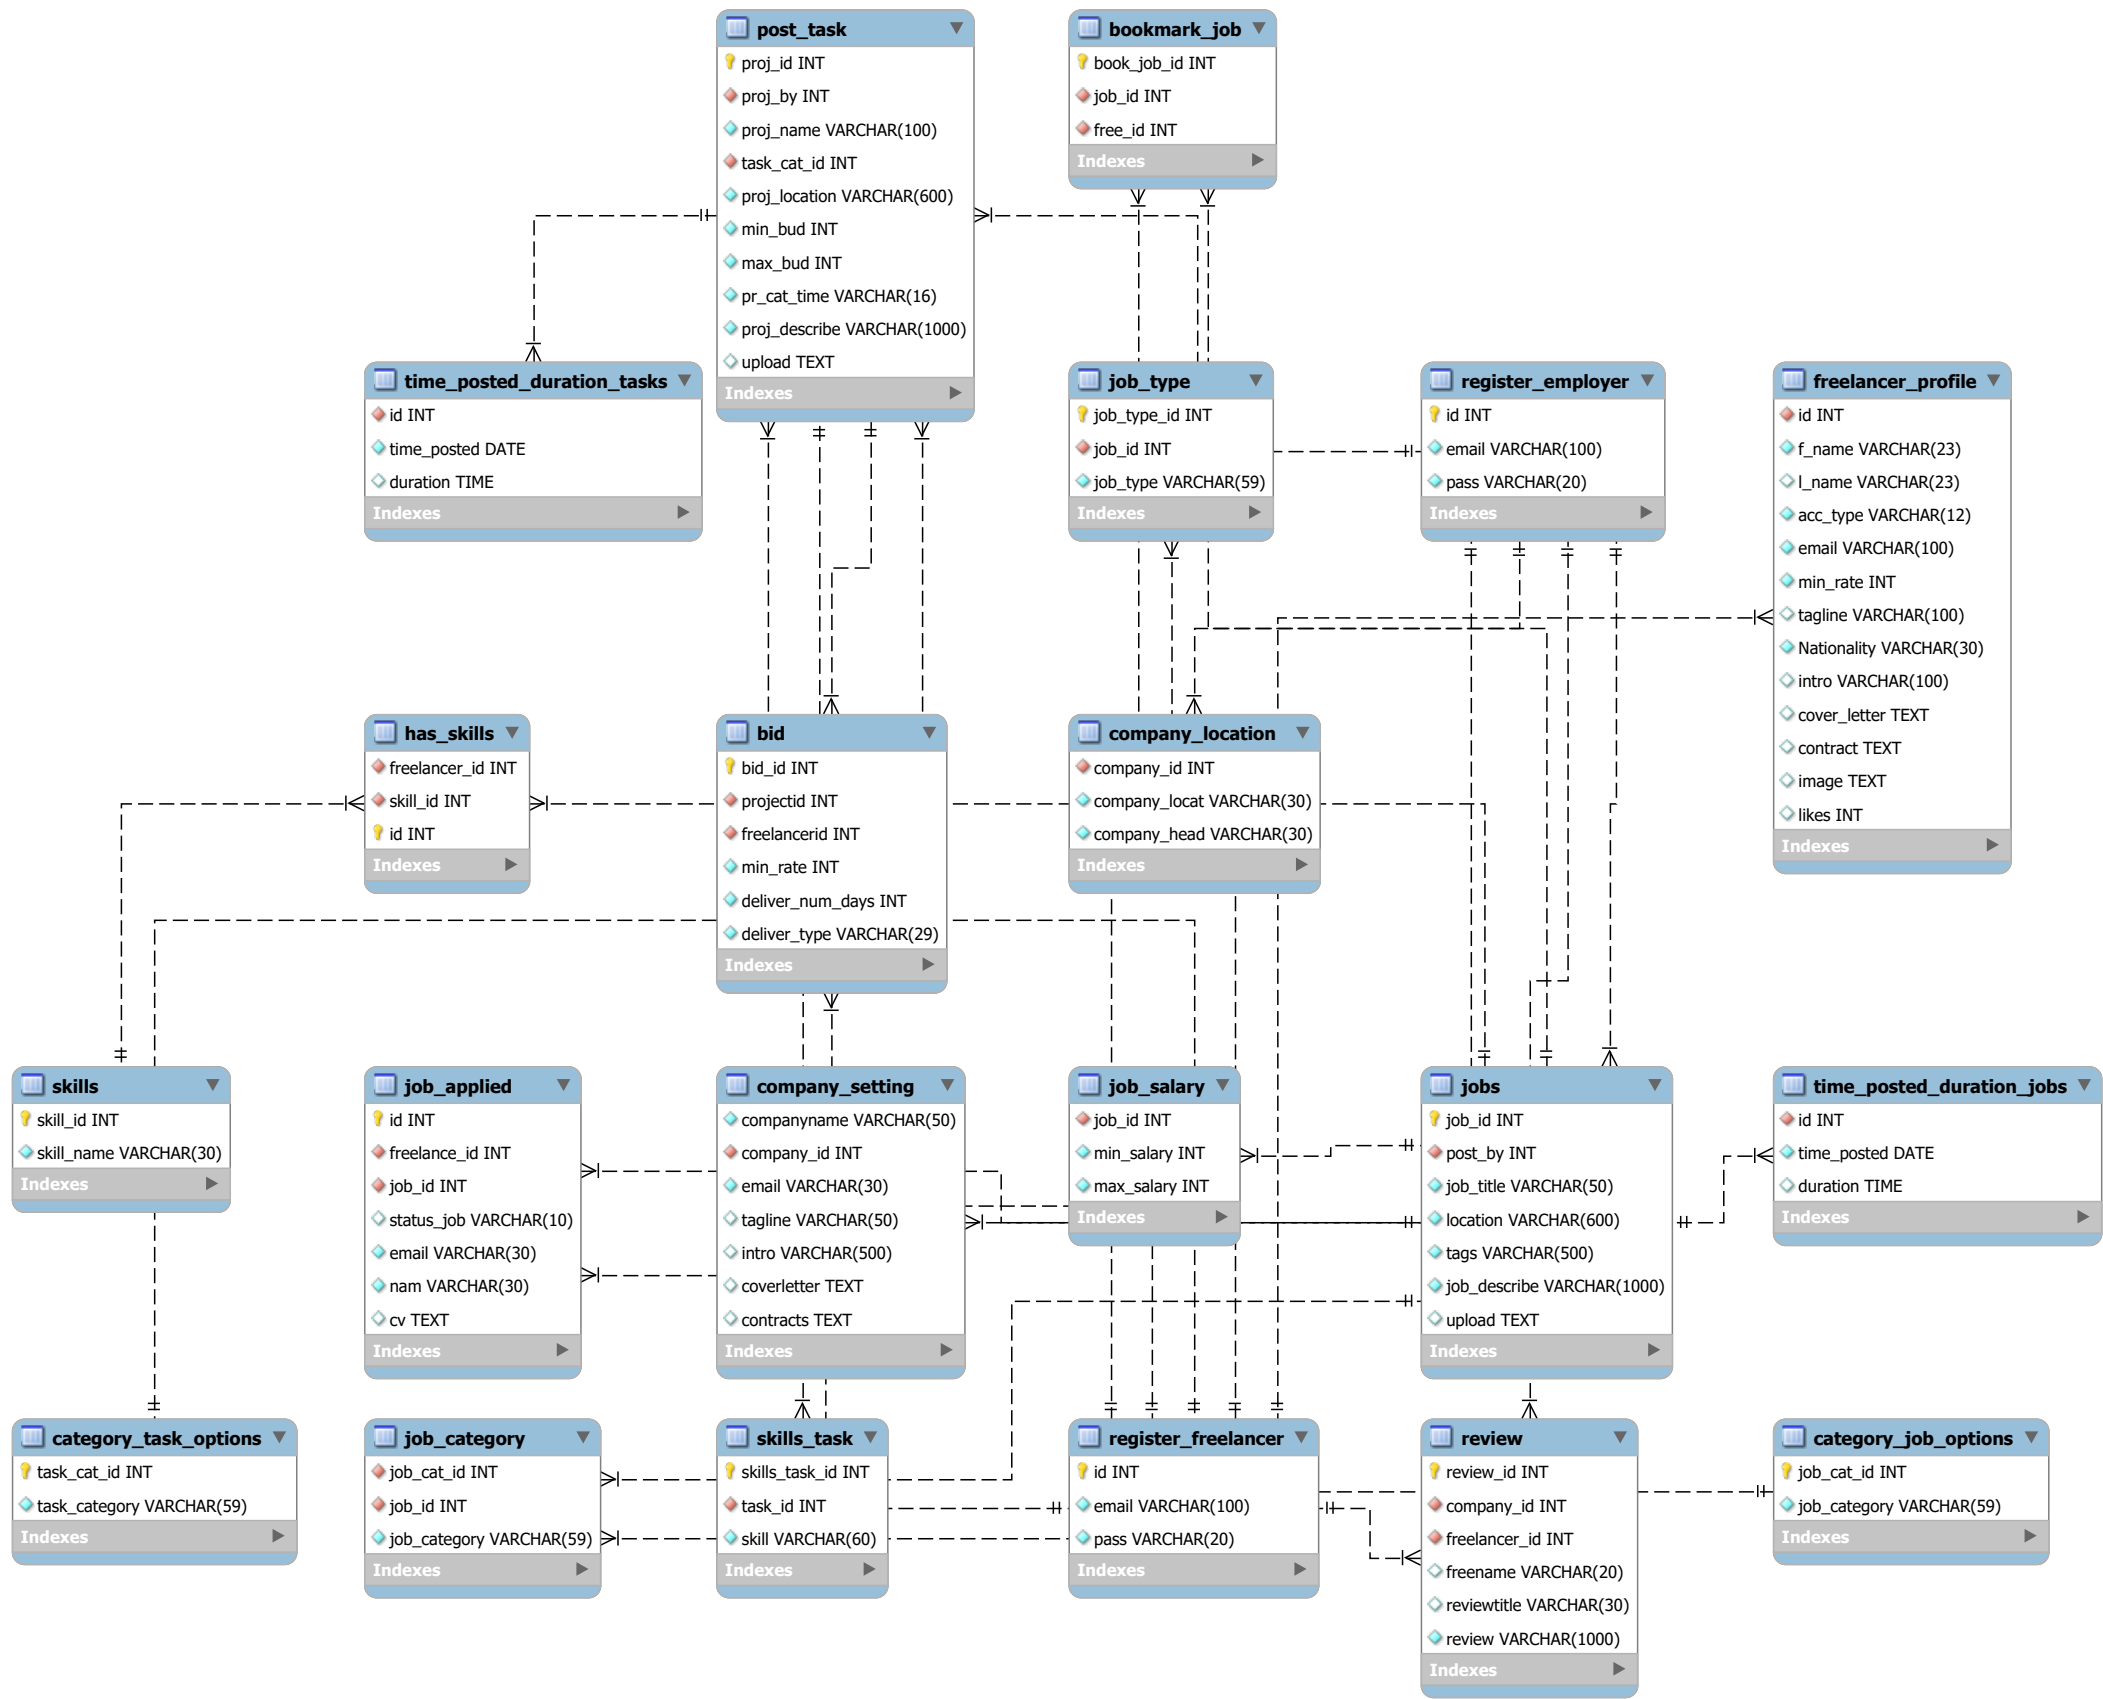 post_task
proj_id INT
proj_by INT
proj_name VARCHAR(100)
task_cat_id INT
proj_location VARCHAR(600)
min_bud INT
max_bud INT
pr_cat_time VARCHAR(16)
proj_describe VARCHAR(1000)
upload TEXT
Indexes
bookmark_job
book_job_id INT
job_id INT
free_id INT
Indexes
time_posted_duration_tasks
id INT
time_posted DATE
duration TIME
Indexes
job_type
job_type_id INT
job_id INT
job_type VARCHAR(59)
Indexes
register_employer
id INT
email VARCHAR(100)
pass VARCHAR(20)
Indexes
freelancer_profile
id INT
f_name VARCHAR(23)
l_name VARCHAR(23)
acc_type VARCHAR(12)
email VARCHAR(100)
min_rate INT
tagline VARCHAR(100)
Nationality VARCHAR(30)
intro VARCHAR(100)
cover_letter TEXT
contract TEXT
image TEXT
likes INT
Indexes
has_skills
freelancer_id INT
skill_id INT
id INT
Indexes
bid
bid_id INT
projectid INT
freelancerid INT
min_rate INT
deliver_num_days INT
deliver_type VARCHAR(29)
Indexes
company_location
company_id INT
company_locat VARCHAR(30)
company_head VARCHAR(30)
Indexes
skills
skill_id INT
skill_name VARCHAR(30)
Indexes
job_applied
id INT
freelance_id INT
job_id INT
status_job VARCHAR(10)
email VARCHAR(30)
nam VARCHAR(30)
cv TEXT
Indexes
company_setting
companyname VARCHAR(50)
company_id INT
email VARCHAR(30)
tagline VARCHAR(50)
intro VARCHAR(500)
coverletter TEXT
contracts TEXT
Indexes
job_salary
job_id INT
min_salary INT
max_salary INT
Indexes
jobs
job_id INT
post_by INT
job_title VARCHAR(50)
location VARCHAR(600)
tags VARCHAR(500)
job_describe VARCHAR(1000)
upload TEXT
Indexes
time_posted_duration_jobs
id INT
time_posted DATE
duration TIME
Indexes
category_task_options
task_cat_id INT
task_category VARCHAR(59)
Indexes
job_category
job_cat_id INT
job_id INT
job_category VARCHAR(59)
Indexes
skills_task
skills_task_id INT
task_id INT
skill VARCHAR(60)
Indexes
register_freelancer
id INT
email VARCHAR(100)
pass VARCHAR(20)
Indexes
review
review_id INT
company_id INT
freelancer_id INT
freename VARCHAR(20)
reviewtitle VARCHAR(30)
review VARCHAR(1000)
Indexes
category_job_options
job_cat_id INT
job_category VARCHAR(59)
Indexes